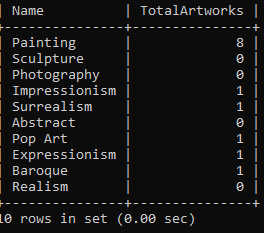 | Name | TotalArtworks |
+---------------+---------------+
| Painting | 8 |
| Sculpture | 0 |
| Photography | 0 |
| Impressionism | 1 |
| Surrealism | 1 |
| Abstract | 0 |
| Pop Art | 1 |
| Expressionism | 1 |
| Baroque | 1 |
| Realism | 0 |
+---------------+---------------+
10 rows in set (0.00 sec)